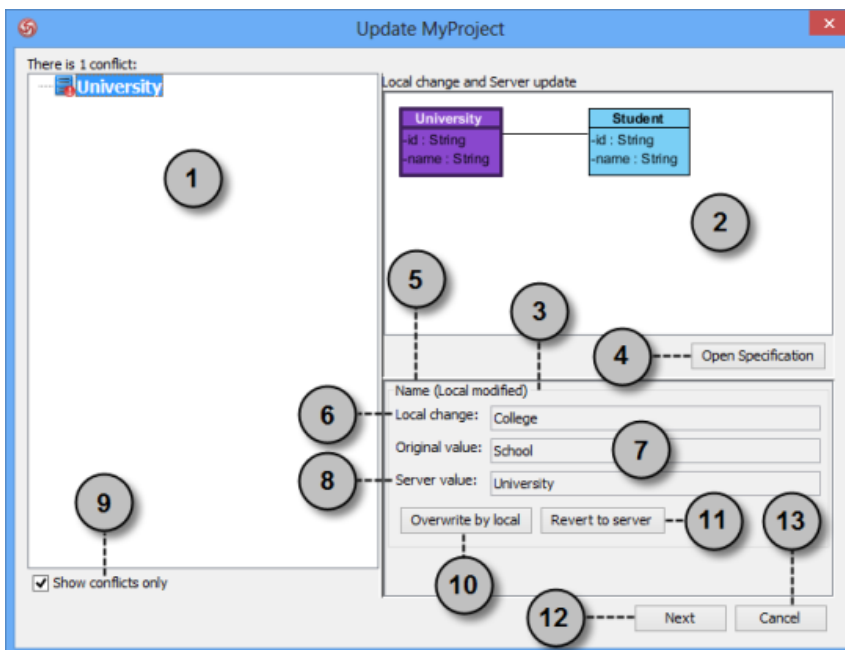 Update MyProject
There is 1 conflict:
University
1
Local change and Server update
University
-id : String
-name : String
Student
-id : String
-name : String
2
5
3
4
Open Specification
Name (Local modified)
6
Local change:
College
Original value:
School
7
8
Server value:
University
9
Overwrite by local
Revert to server
11
13
Show conflicts only
10
12
Next
Cancel